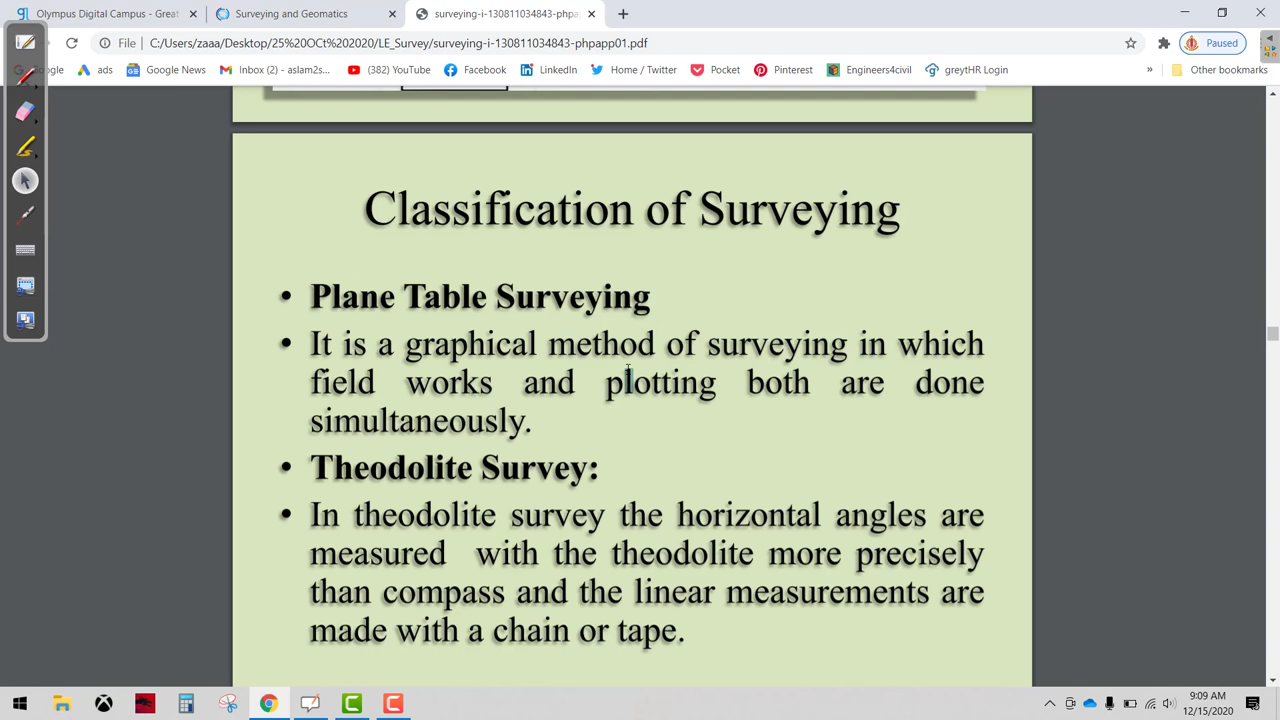 Olympus Digital Campus - Great
Surveying and Geomatics
surveying-i-130811034843-phpap
File
C:/Users/zaaa/Desktop/25%20OCt%202020/LE_Survey/surveying-i-130811034843-phpapp01.pdf
Paused
ads
Google News
Inbox (2) - aslam2s...
(382) YouTube
Facebook
LinkedIn
Home / Twitter
Pocket
Pinterest
Engineers4civil
greytHR Login
»
Other bookmarks
Classification of Surveying
• Plane Table Surveying
• It is a graphical method of surveying in which
field works and plotting both are done
simultaneously.
• Theodolite Survey:
• In theodolite survey the horizontal angles are
measured with the theodolite more precisely
than compass and the linear measurements are
made with a chain or tape.
9:09 AM
12/15/2020